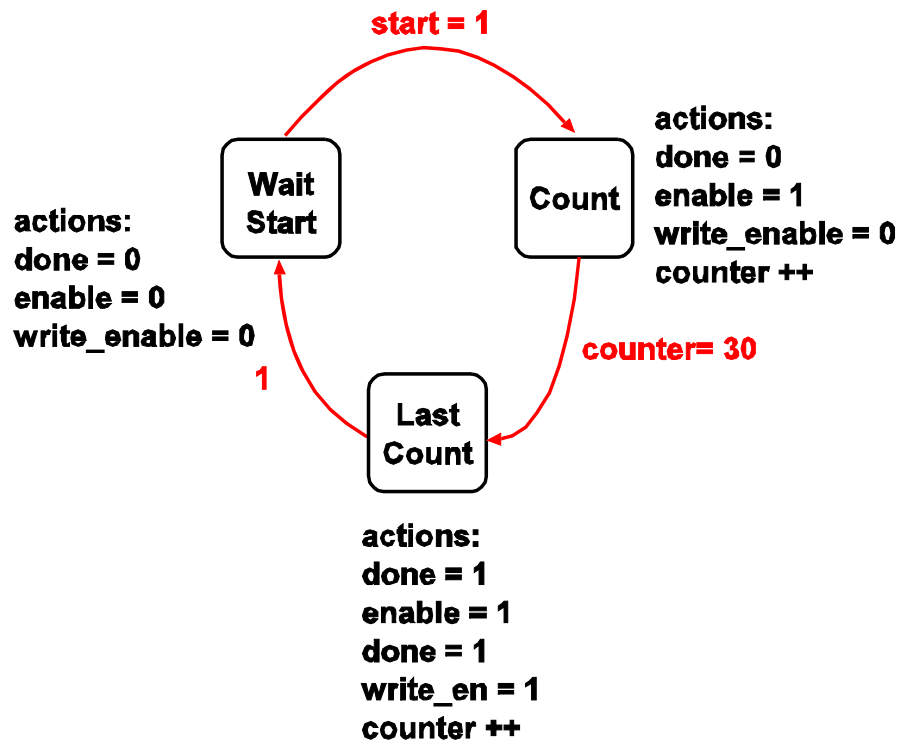 start = 1
Wait
Start
actions:
done = 0
enable = 0
write_enable = 0
Count
actions:
done = 0
enable = 1
write_enable = 0
counter ++
counter= 30
1
Last
Count
actions:
done = 1
enable = 1
done = 1
write_en = 1
counter ++